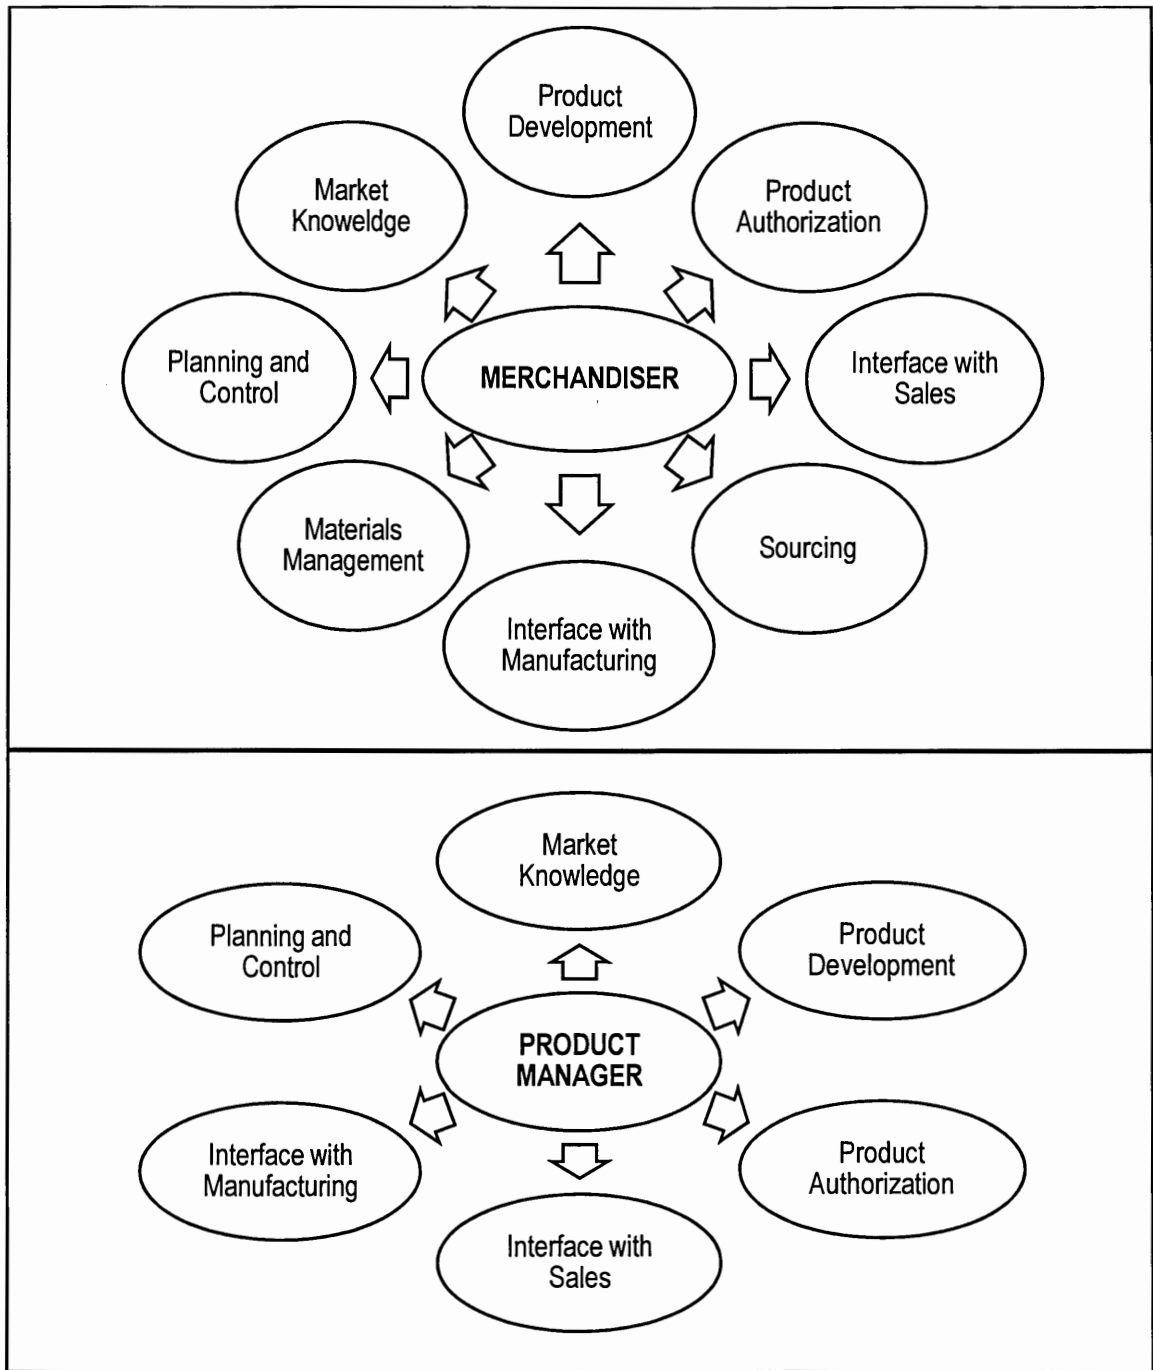 Product
Development
Market
Knoweldge
Product
Authorization
Planning and
Control
MERCHANDISER
Interface with
Sales
Materials
Management
Sourcing
Interface with
Manufacturing
Market
Knowledge
Planning and
Control
Product
Development
PRODUCT
MANAGER
Interface with
Manufacturing
Product
Authorization
Interface with
Sales